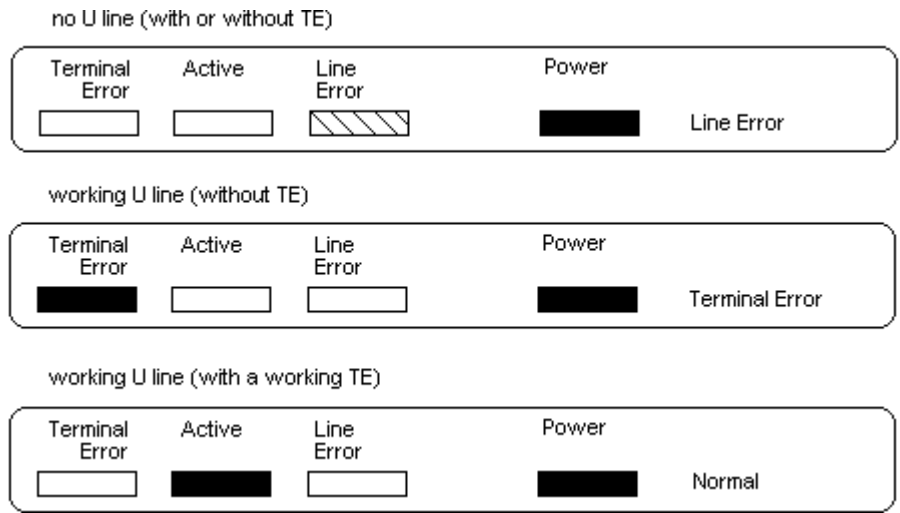 no U line (with or without TE)
Terminal Error Active Line Error Power
Line Error
working U line (without TE)
Terminal Error Active Line Error Power
Terminal Error
working U line (with a working TE)
Terminal Error Active Line Error Power
Normal